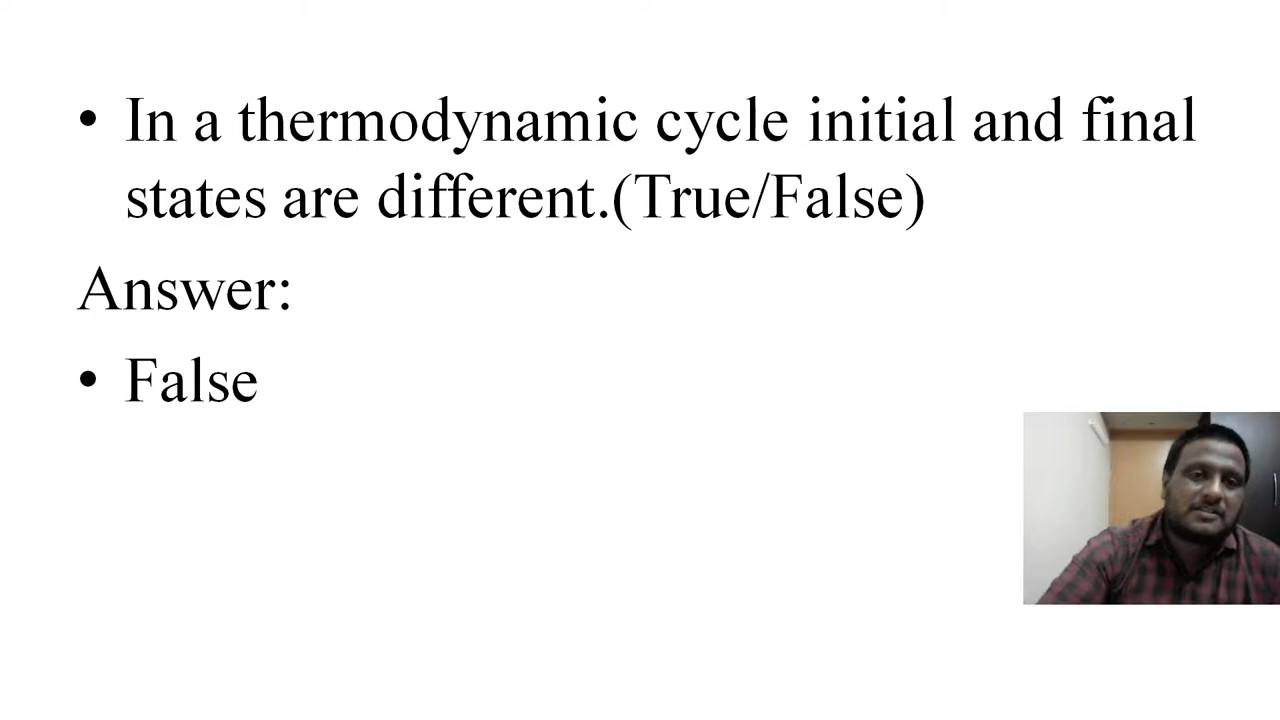 • In a thermodynamic cycle initial and final
states are different.(True/False)
Answer:
• False